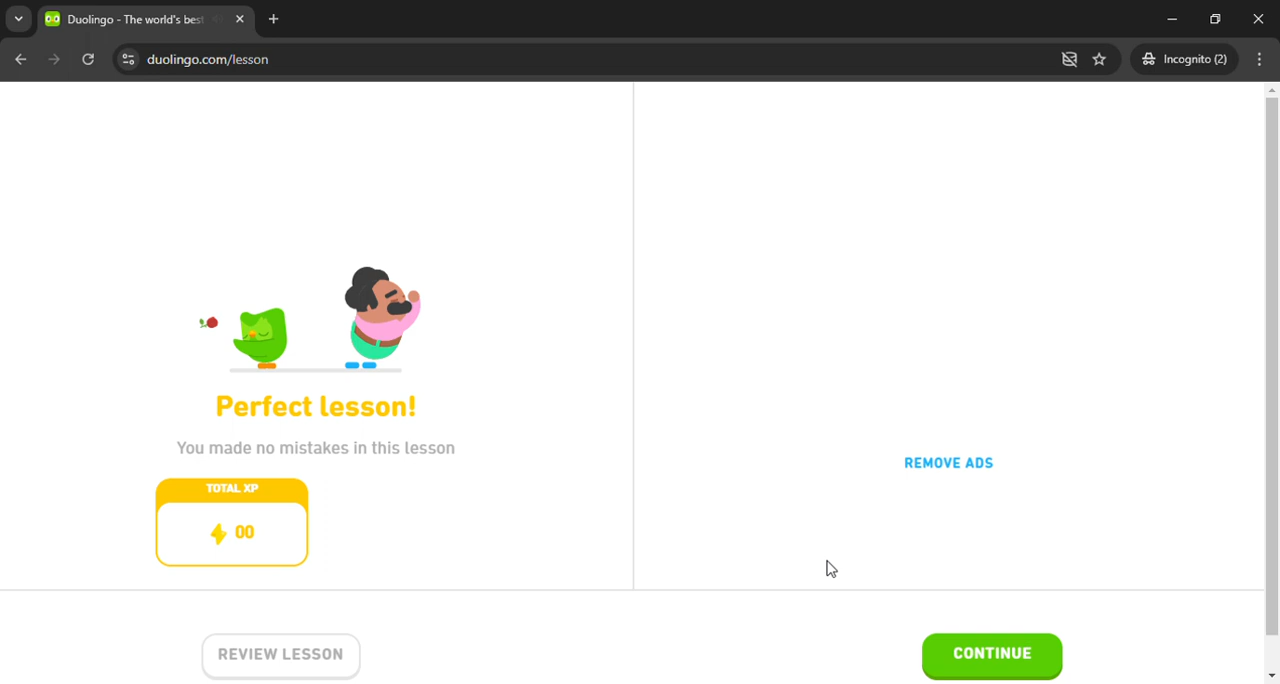 Duolingo - The world's best
duolingo.com/lesson
Incognito (2)
Perfect lesson!
You made no mistakes in this lesson
TOTAL XP
00
REMOVE ADS
REVIEW LESSON
CONTINUE